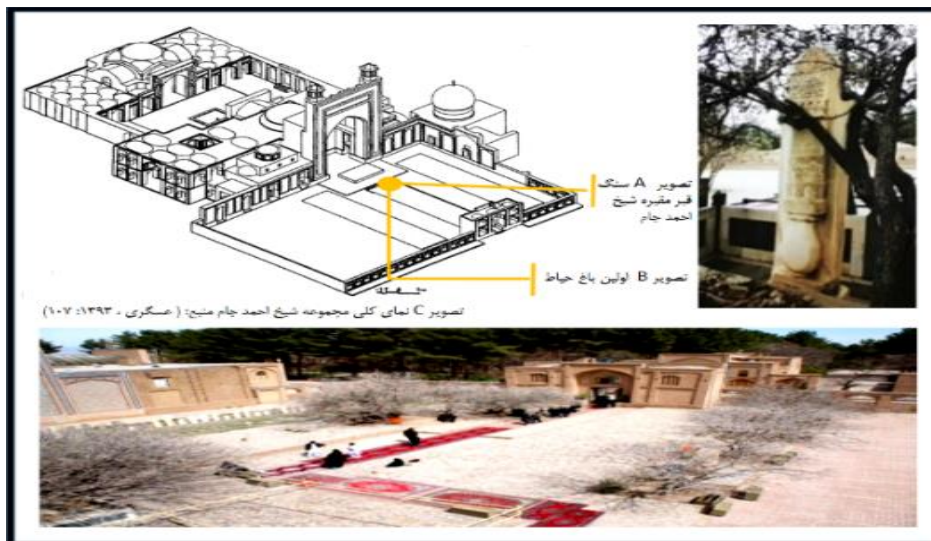 تصویر A سنگ
قبر مقبره شیخ
احمد جام
تصویر B اولین باغ حیاط
تصویر C نمای کلی مجموعه شیخ احمد جام منبع: ( عسگری ، ۱۳۹۳: ۱۰۷)